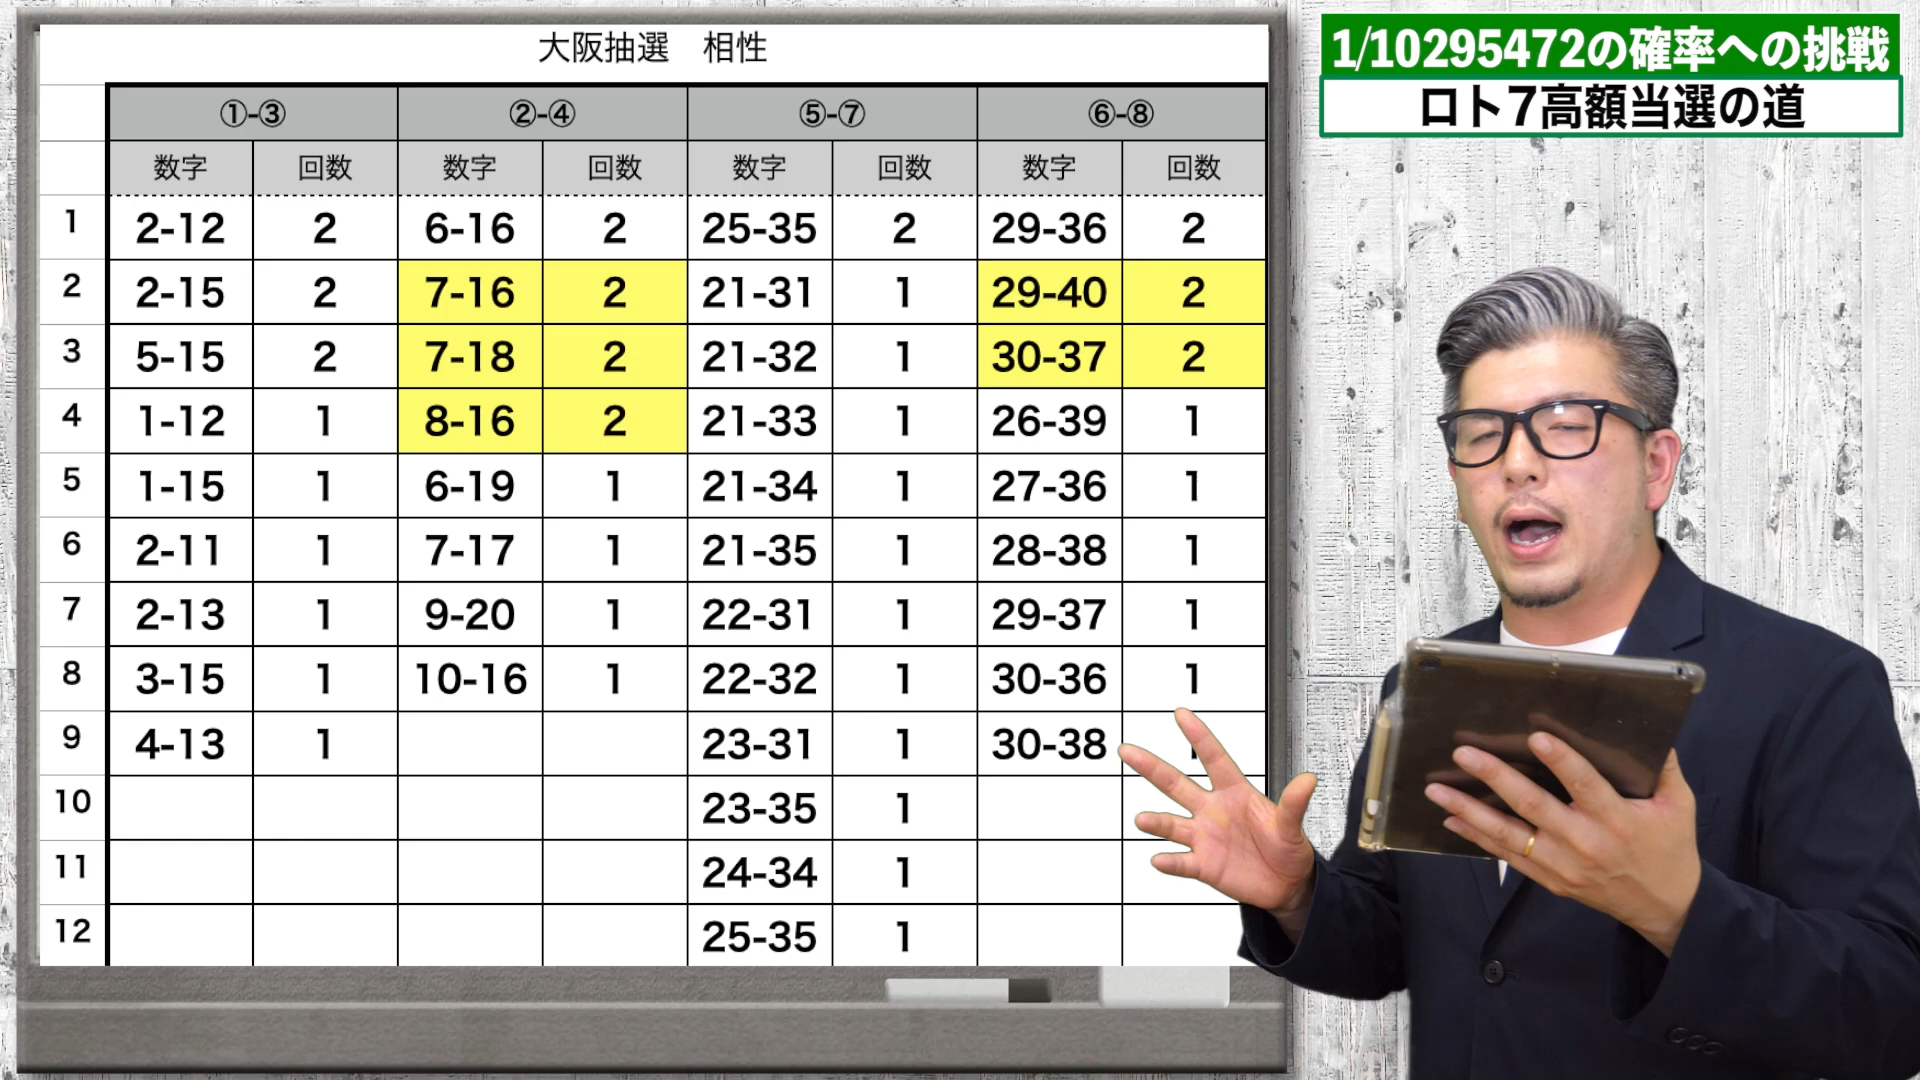 大阪抽選 相性
1/10295472の確率への挑戦
ロト7高額当選の道
①-③ ②-④ ⑤-⑦ ⑥-⑧
数字 回数 数字 回数 数字 回数 数字 回数
1 2-12 2 6-16 2 25-35 2 29-36 2
2 2-15 2 7-16 2 21-31 1 29-40 2
3 5-15 2 7-18 2 21-32 1 30-37 2
4 1-12 1 8-16 2 21-33 1 26-39 1
5 1-15 1 6-19 1 21-34 1 27-36 1
6 2-11 1 7-17 1 21-35 1 28-38 1
7 2-13 1 9-20 1 22-31 1 29-37 1
8 3-15 1 10-16 1 22-32 1 30-36 1
9 4-13 1 23-31 1 30-38 1
10 23-35 1
11 24-34 1
12 25-35 1